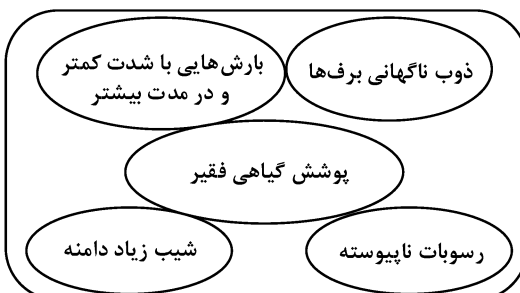 ذوب ناگهانی برف‌ها
بارش‌هایی با شدت کمتر
و در مدت بیشتر
پوشش گیاهی فقیر
رسوبات ناپیوسته
شیب زیاد دامنه